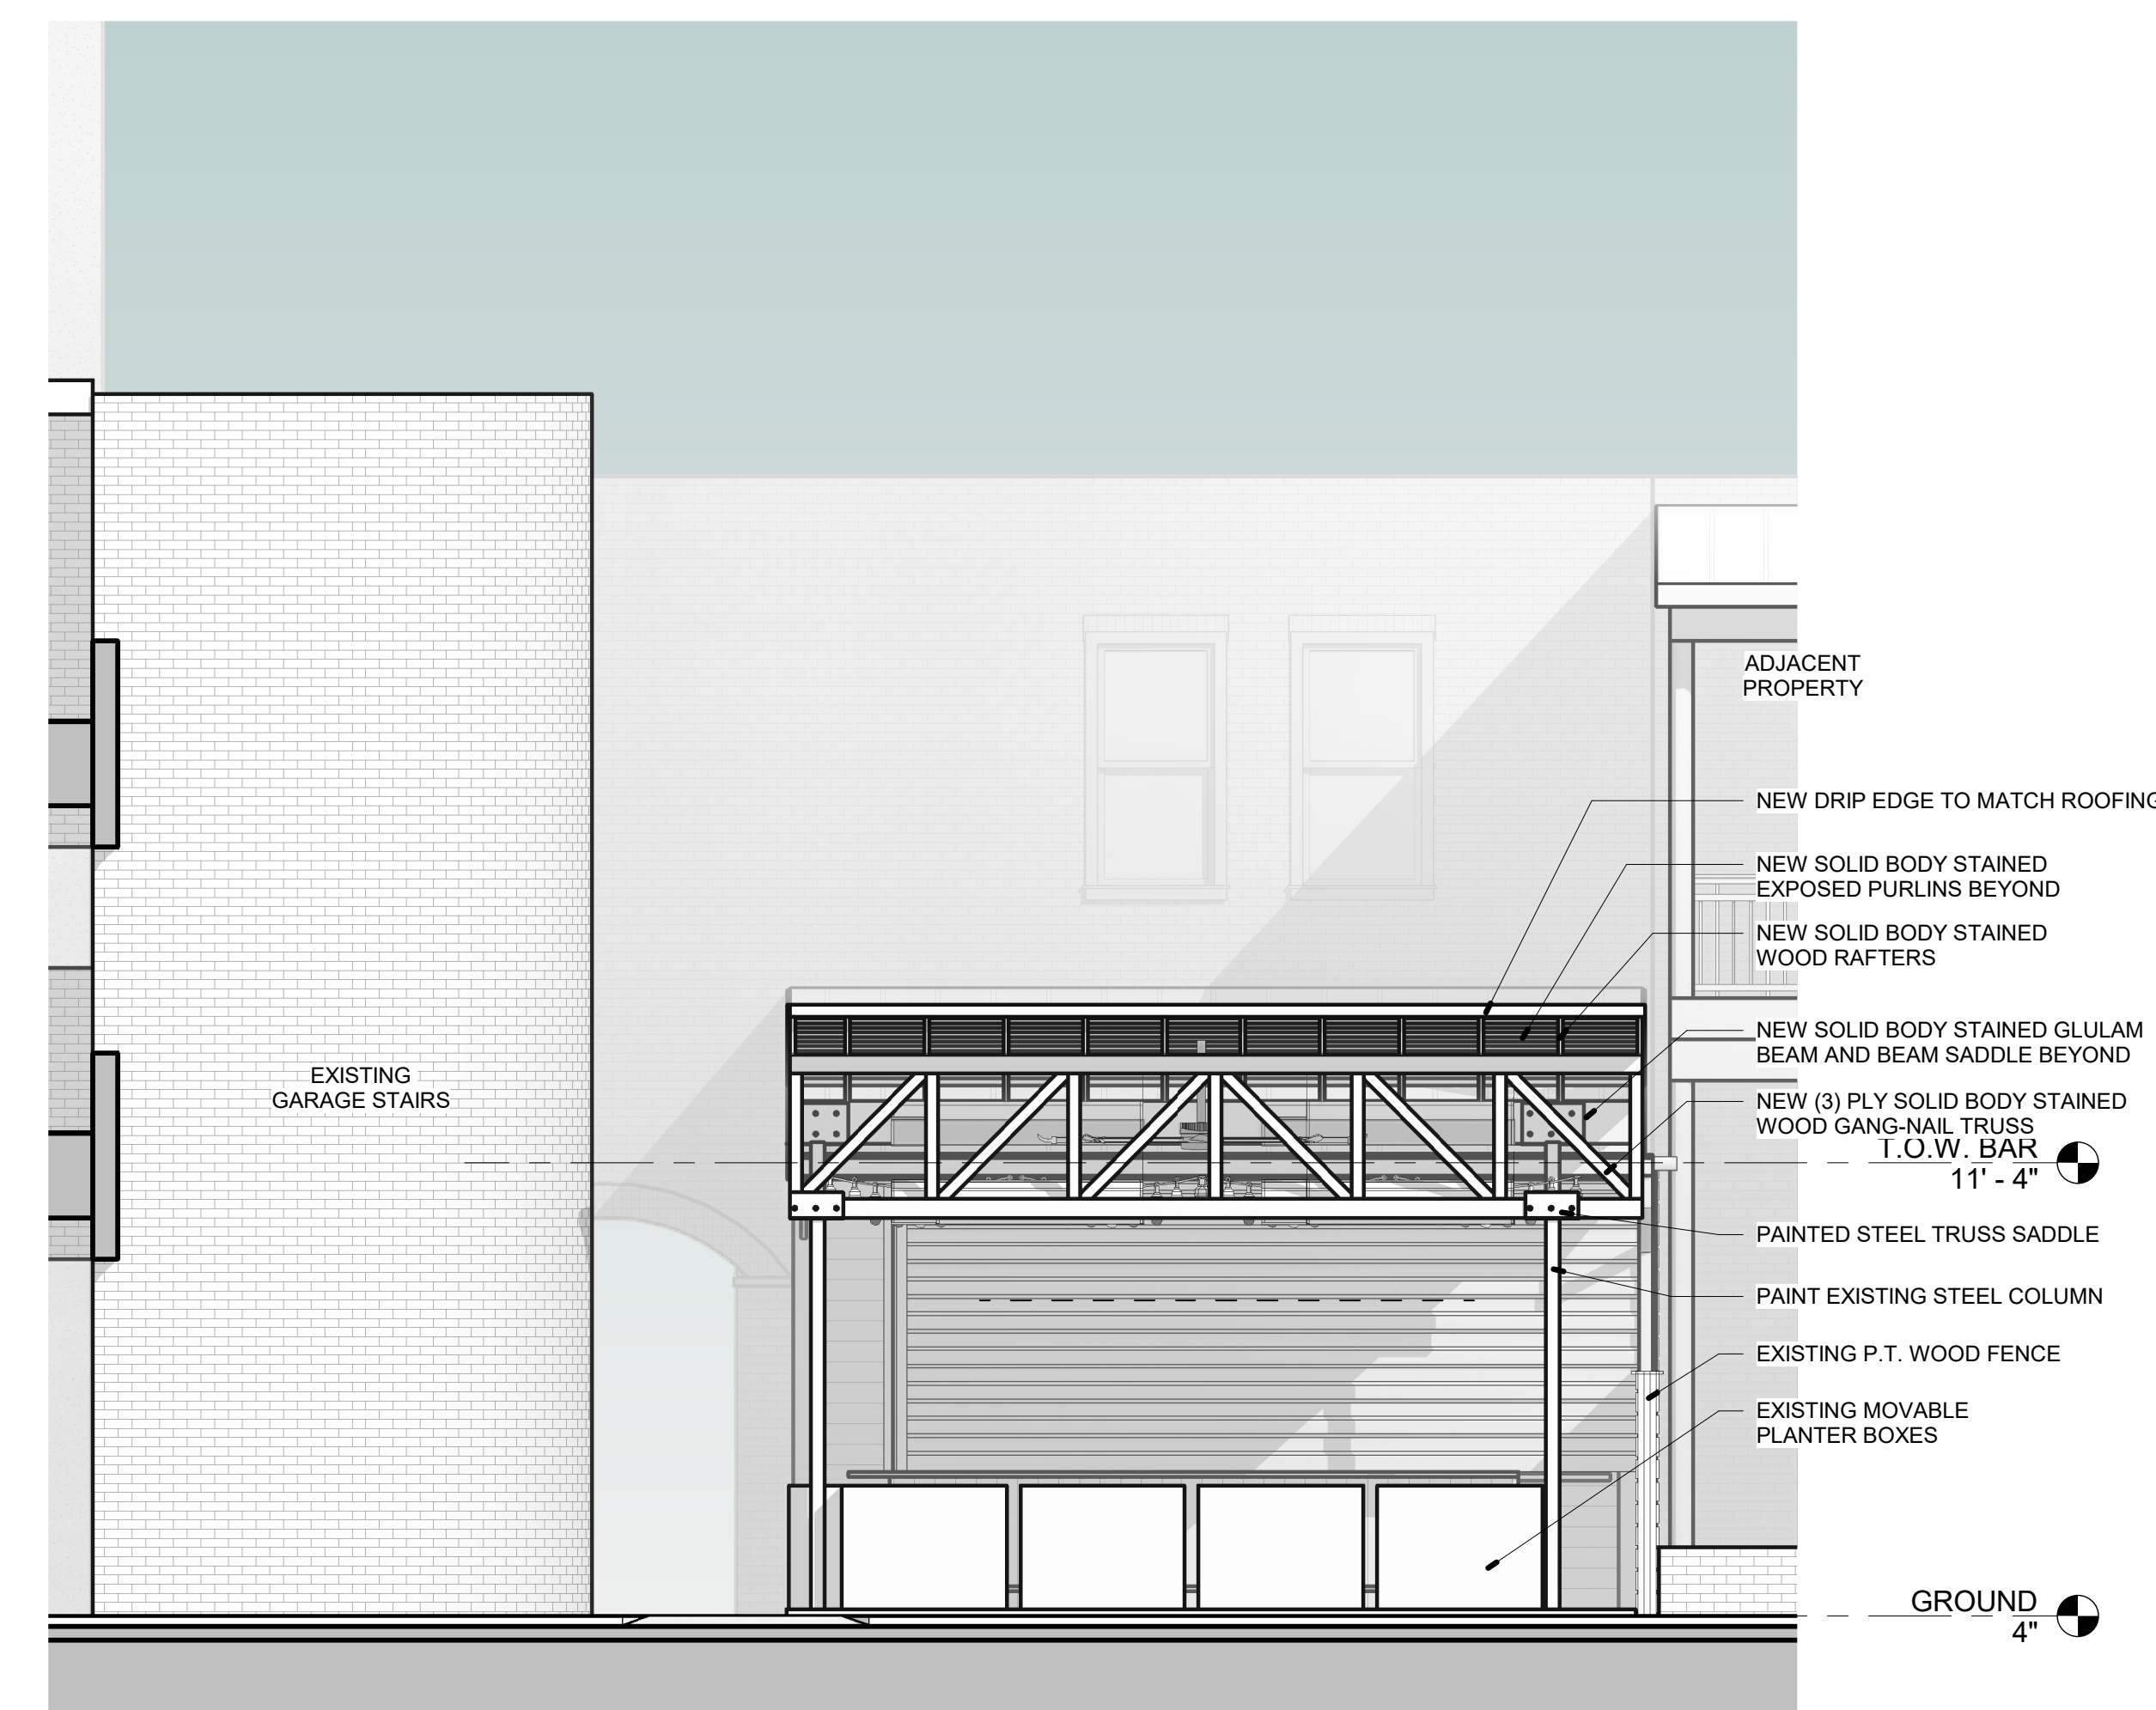 ADJACENT
PROPERTY
NEW DRIP EDGE TO MATCH ROOFING
NEW SOLID BODY STAINED
EXPOSED PURLINS BEYOND
NEW SOLID BODY STAINED
WOOD RAFTERS
NEW SOLID BODY STAINED GLULAM
BEAM AND BEAM SADDLE BEYOND
EXISTING
GARAGE STAIRS
NEW (3) PLY SOLID BODY STAINED
WOOD GANG-NAIL TRUSS
T.O.W. BAR
11' - 4"
PAINTED STEEL TRUSS SADDLE
PAINT EXISTING STEEL COLUMN
EXISTING P.T. WOOD FENCE
EXISTING MOVABLE
PLANTER BOXES
GROUND
4"